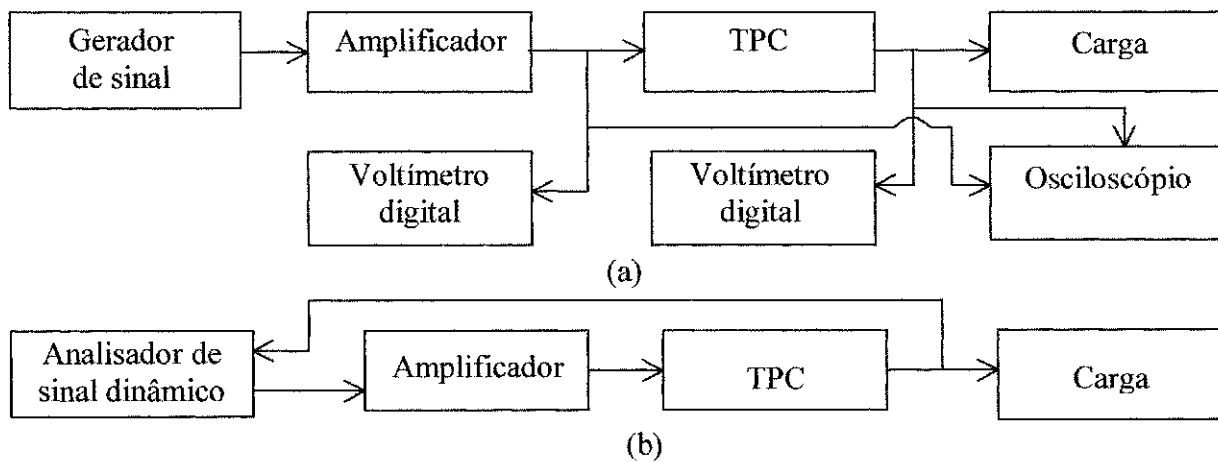 Gerador
de sinal
Amplificador
TPC
Carga
Voltímetro
digital
Voltímetro
digital
Osciloscópio
(a)
Analisador de
sinal dinâmico
Amplificador
TPC
Carga
(b)